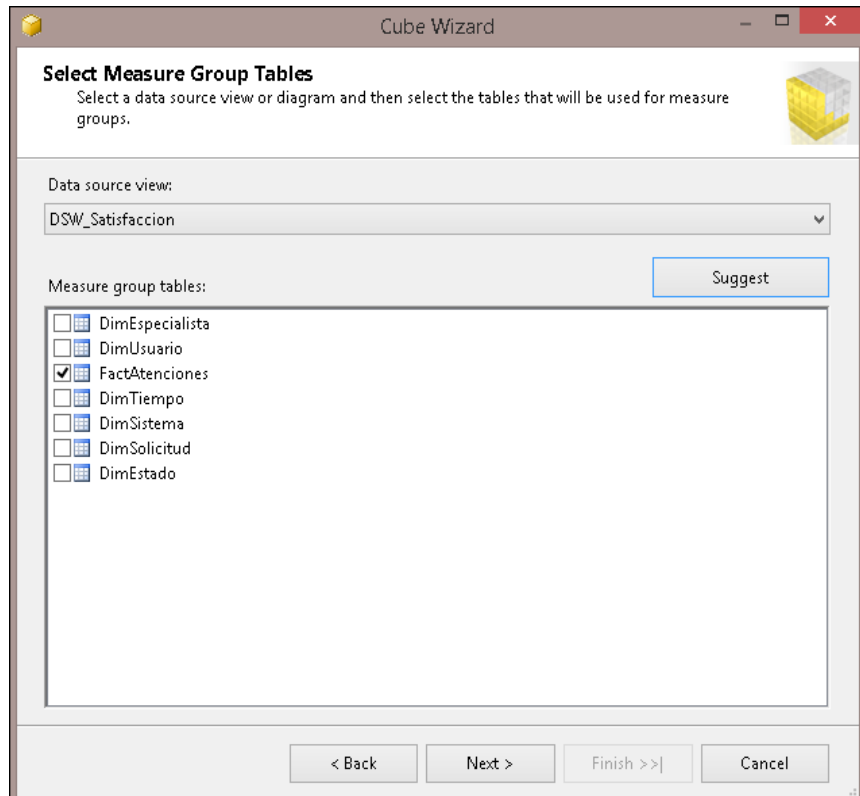 Cube Wizard
Select Measure Group Tables
Select a data source view or diagram and then select the tables that will be used for measure
groups.
Data source view:
DSW_Satisfaccion
Suggest
Measure group tables:
DimEspecialista
DimUsuario
FactAtenciones
DimTiempo
DimSistema
DimSolicitud
DimEstado
< Back
Next >
Finish >>|
Cancel